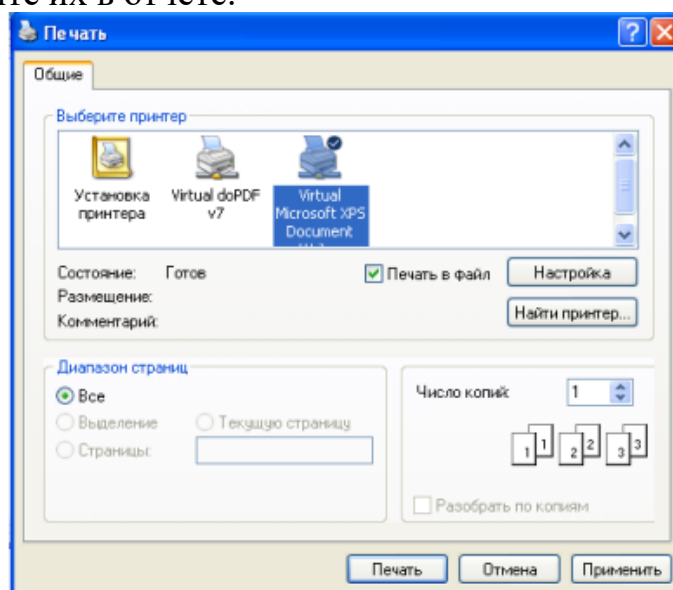 их в отчете.
Печать
Общие
Выберите принтер
Установка принтера
Virtual doPDF v7
Virtual Microsoft XPS Document
Состояние: Готов
Печать в файл
Настройка
Размещение:
Комментарий:
Найти принтер...
Диапазон страниц
Все
Выделение
Текущую страницу
Страницы:
Число копий:
1
1 1 2 2 3 3
Разобрать по копиям
Печать
Отмена
Применить